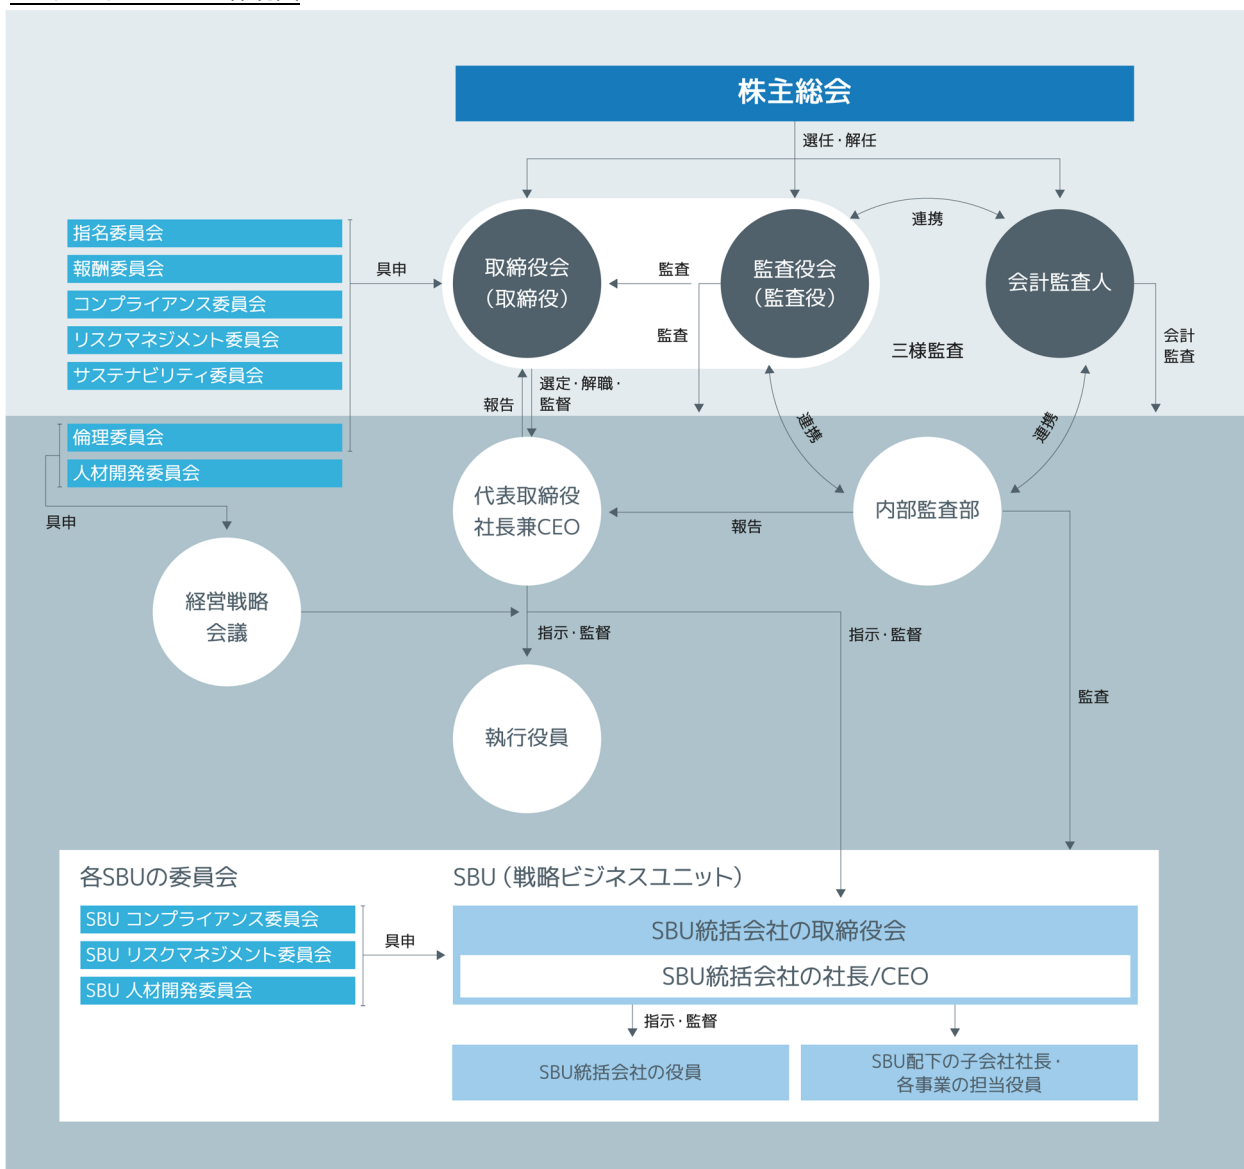 株主総会
選任・解任
連携
指名委員会
報酬委員会
コンプライアンス委員会
リスクマネジメント委員会
サステナビリティ委員会
具申
取締役会
（取締役）
監査
監査役会
（監査役）
会計監査人
監査
三様監査
会計
監査
選定・解職・
監督
報告
連携
連携
倫理委員会
人材開発委員会
具申
代表取締役
社長兼CEO
報告
内部監査部
経営戦略
会議
指示・監督
指示・監督
監査
執行役員
各SBUの委員会
SBU（戦略ビジネスユニット）
SBU コンプライアンス委員会
SBU リスクマネジメント委員会
SBU 人材開発委員会
具申
SBU統括会社の取締役会
SBU統括会社の社長/CEO
指示・監督
SBU統括会社の役員
SBU配下の子会社社長・
各事業の担当役員